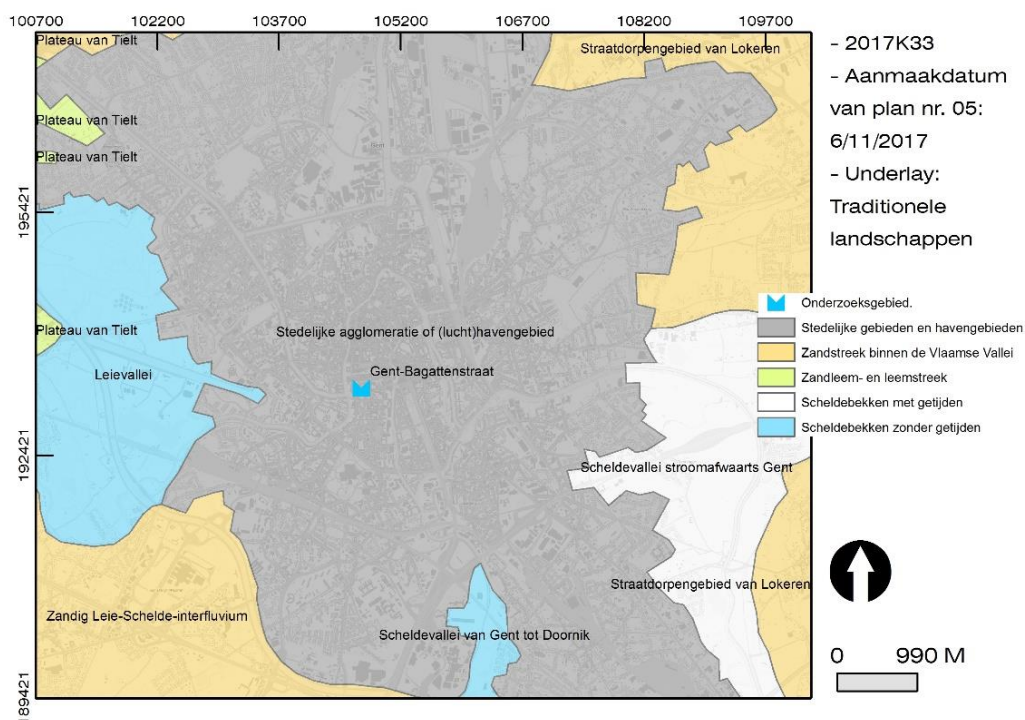 1007700 102200 103700 105200 106700 108200 109700
Plateau van Tielt
Straatdorpengebied van Lokeren
Plateau van Tielt
Plateau van Tielt
195421
Plateau van Tielt
Leievallei
Stedelijke agglomeratie of (lucht)havengebied
Gent-Bagattenstraat
192421
Scheldevallei stroomafwaarts Gent
Straatdorpengebied van Lokeren
Zandig Leie-Schelde-interfluvium
Scheldevallei van Gent tot Doornik
189421
- 2017K33
- Aanmaakdatum
van plan nr. 05:
6/11/2017
- Underlay:
Traditionele
landschappen
Onderzoeksgebied.
Stedelijke gebieden en havengebieden
Zandstreek binnen de Vlaamse Vallei
Zandleem- en leemstreek
Scheldebekken met getijden
Scheldebekken zonder getijden
0 990 M